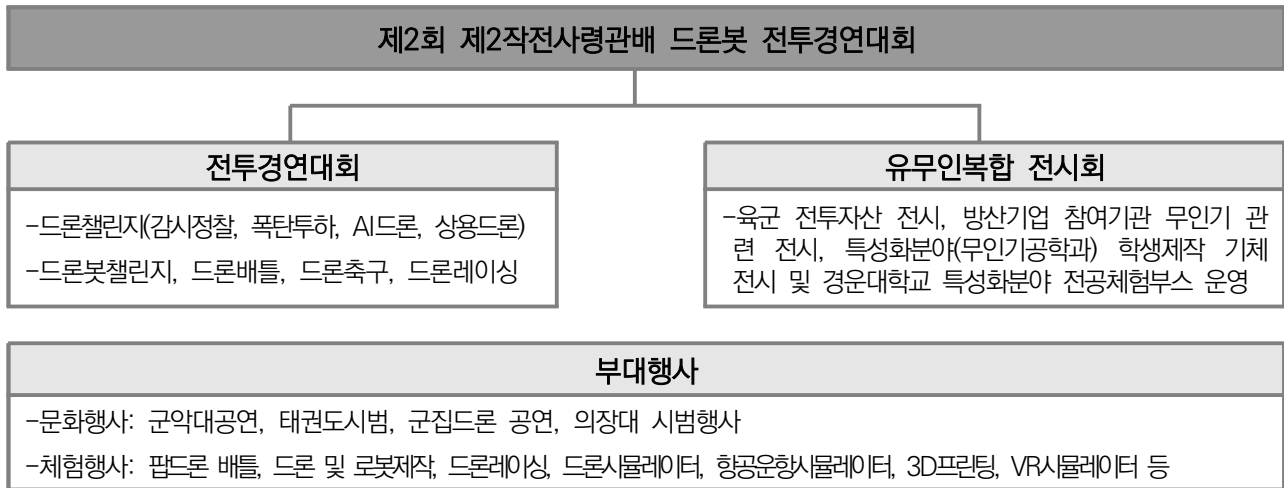 제2회 제2작전사령관배 드론봇 전투경연대회
전투경연대회
-드론챌린지(감시정찰, 폭탄투하, AI드론, 상용드론)
-드론봇챌린지, 드론배틀, 드론축구, 드론레이싱
유무인복합 전시회
-육군 전투자산 전시, 방산기업 참여기관 무인기 관
련 전시, 특성화분야(무인기공학과) 학생제작 기체
전시 및 경운대학교 특성화분야 전공체험부스 운영
부대행사
-문화행사: 군악대공연, 태권도시범, 군집드론 공연, 의장대 시범행사
-체험행사: 팝드론 배틀, 드론 및 로봇제작, 드론레이싱, 드론시뮬레이터, 항공운항시뮬레이터, 3D프린팅, VR시뮬레이터 등